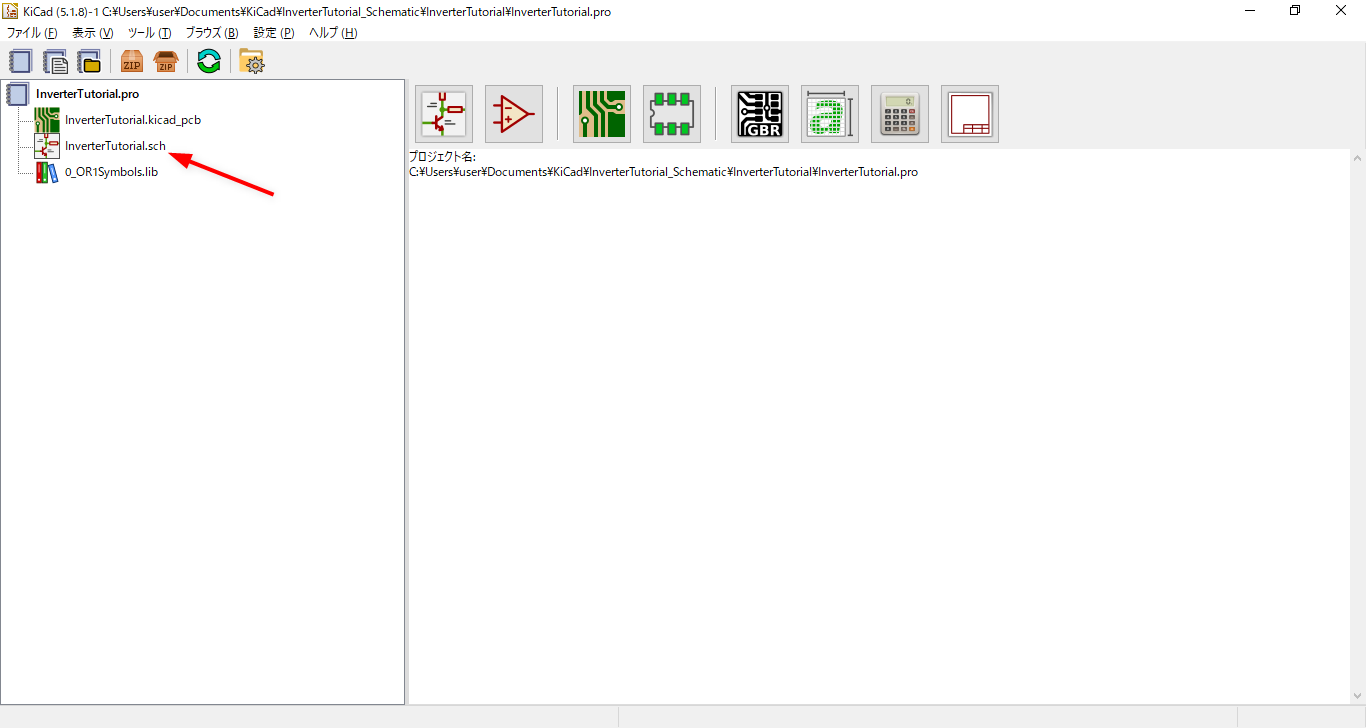 KiCad (5.1.8)-1 C:¥Users¥user¥Documents¥KiCad¥InverterTutorial_Schematic¥InverterTutorial¥InverterTutorial.pro
ファイル (F) 表示 (V) ツール (T) ブラウズ (B) 設定 (P) ヘルプ (H)
ZIP ZIP
InverterTutorial.pro
InverterTutorial.kicad_pcb
InverterTutorial.sch
0_OR1Symbols.lib
GBR a 0.
プロジェクト名:
C:¥Users¥user¥Documents¥KiCad¥InverterTutorial_Schematic¥InverterTutorial¥InverterTutorial.pro